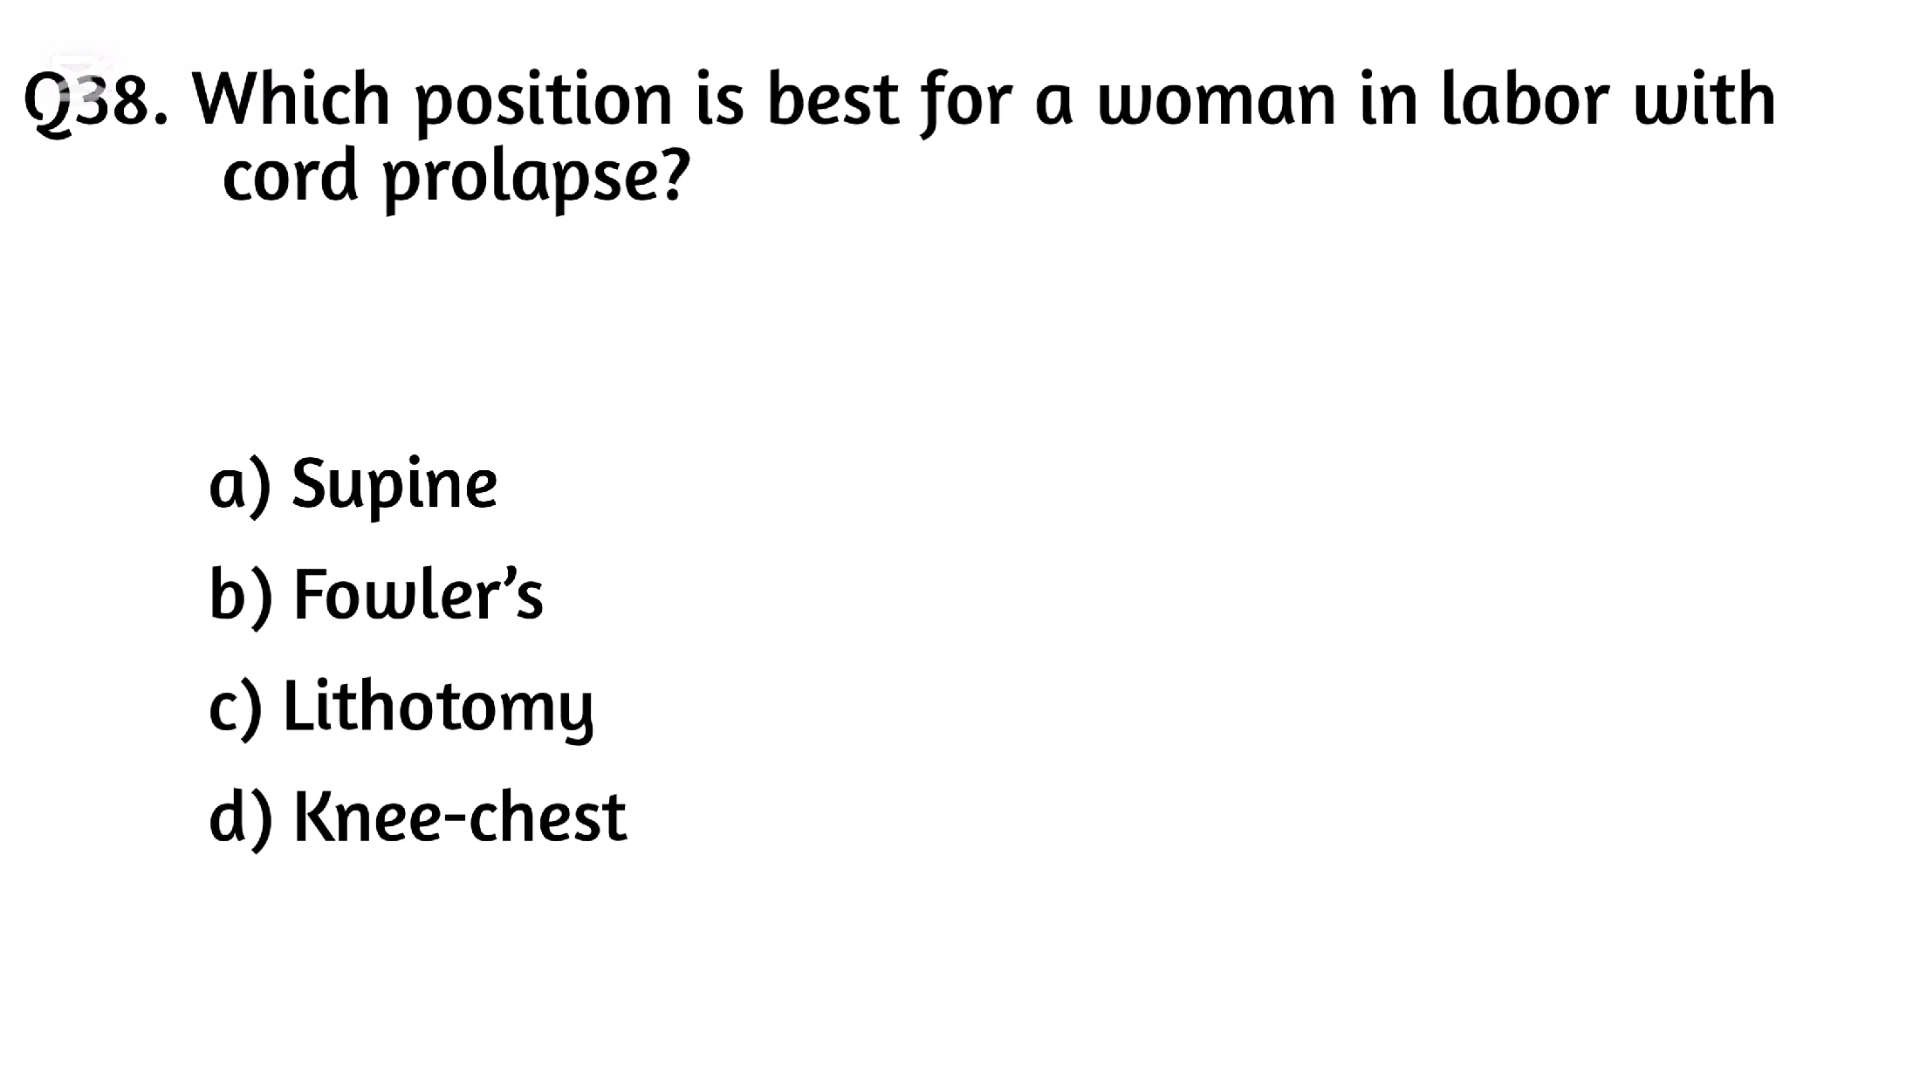 Q38. Which position is best for a woman in labor with
cord prolapse?
a) Supine
b) Fowler’s
c) Lithotomy
d) Knee-chest